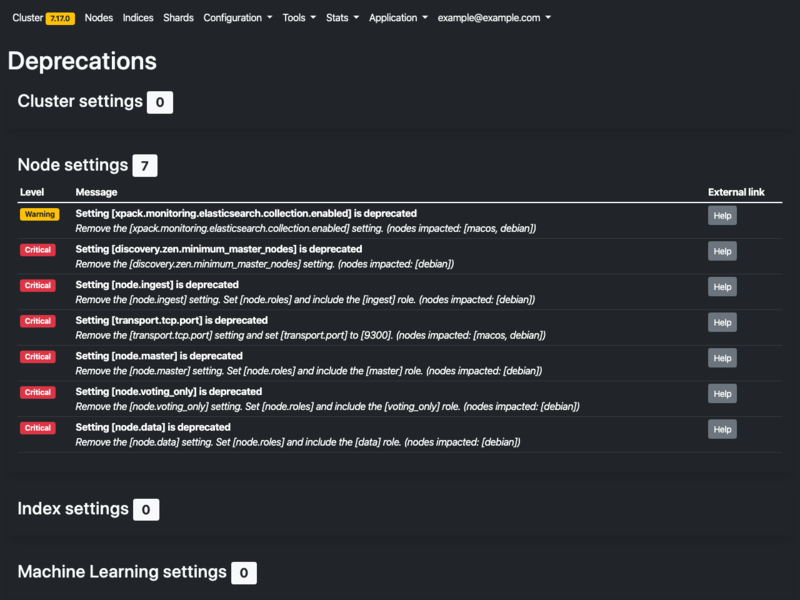 Cluster 7.17.0 Nodes Indices Shards Configuration Tools Stats Application example@example.com
Deprecations
Cluster settings 0
Node settings 7
Level Message External link
Warning Setting [xpack.monitoring.elasticsearch.collection.enabled] is deprecated Help
Remove the [xpack.monitoring.elasticsearch.collection.enabled] setting. (nodes impacted: [macos, debian])
Critical Setting [discovery.zen.minimum_master_nodes] is deprecated Help
Remove the [discovery.zen.minimum_master_nodes] setting. (nodes impacted: [debian])
Critical Setting [node.ingest] is deprecated Help
Remove the [node.ingest] setting. Set [node.roles] and include the [ingest] role. (nodes impacted: [debian])
Critical Setting [transport.tcp.port] is deprecated Help
Remove the [transport.tcp.port] setting and set [transport.port] to [9300]. (nodes impacted: [macos, debian])
Critical Setting [node.master] is deprecated Help
Remove the [node.master] setting. Set [node.roles] and include the [master] role. (nodes impacted: [debian])
Critical Setting [node.voting_only] is deprecated Help
Remove the [node.voting_only] setting. Set [node.roles] and include the [voting_only] role. (nodes impacted: [debian])
Critical Setting [node.data] is deprecated Help
Remove the [node.data] setting. Set [node.roles] and include the [data] role. (nodes impacted: [debian])
Index settings 0
Machine Learning settings 0